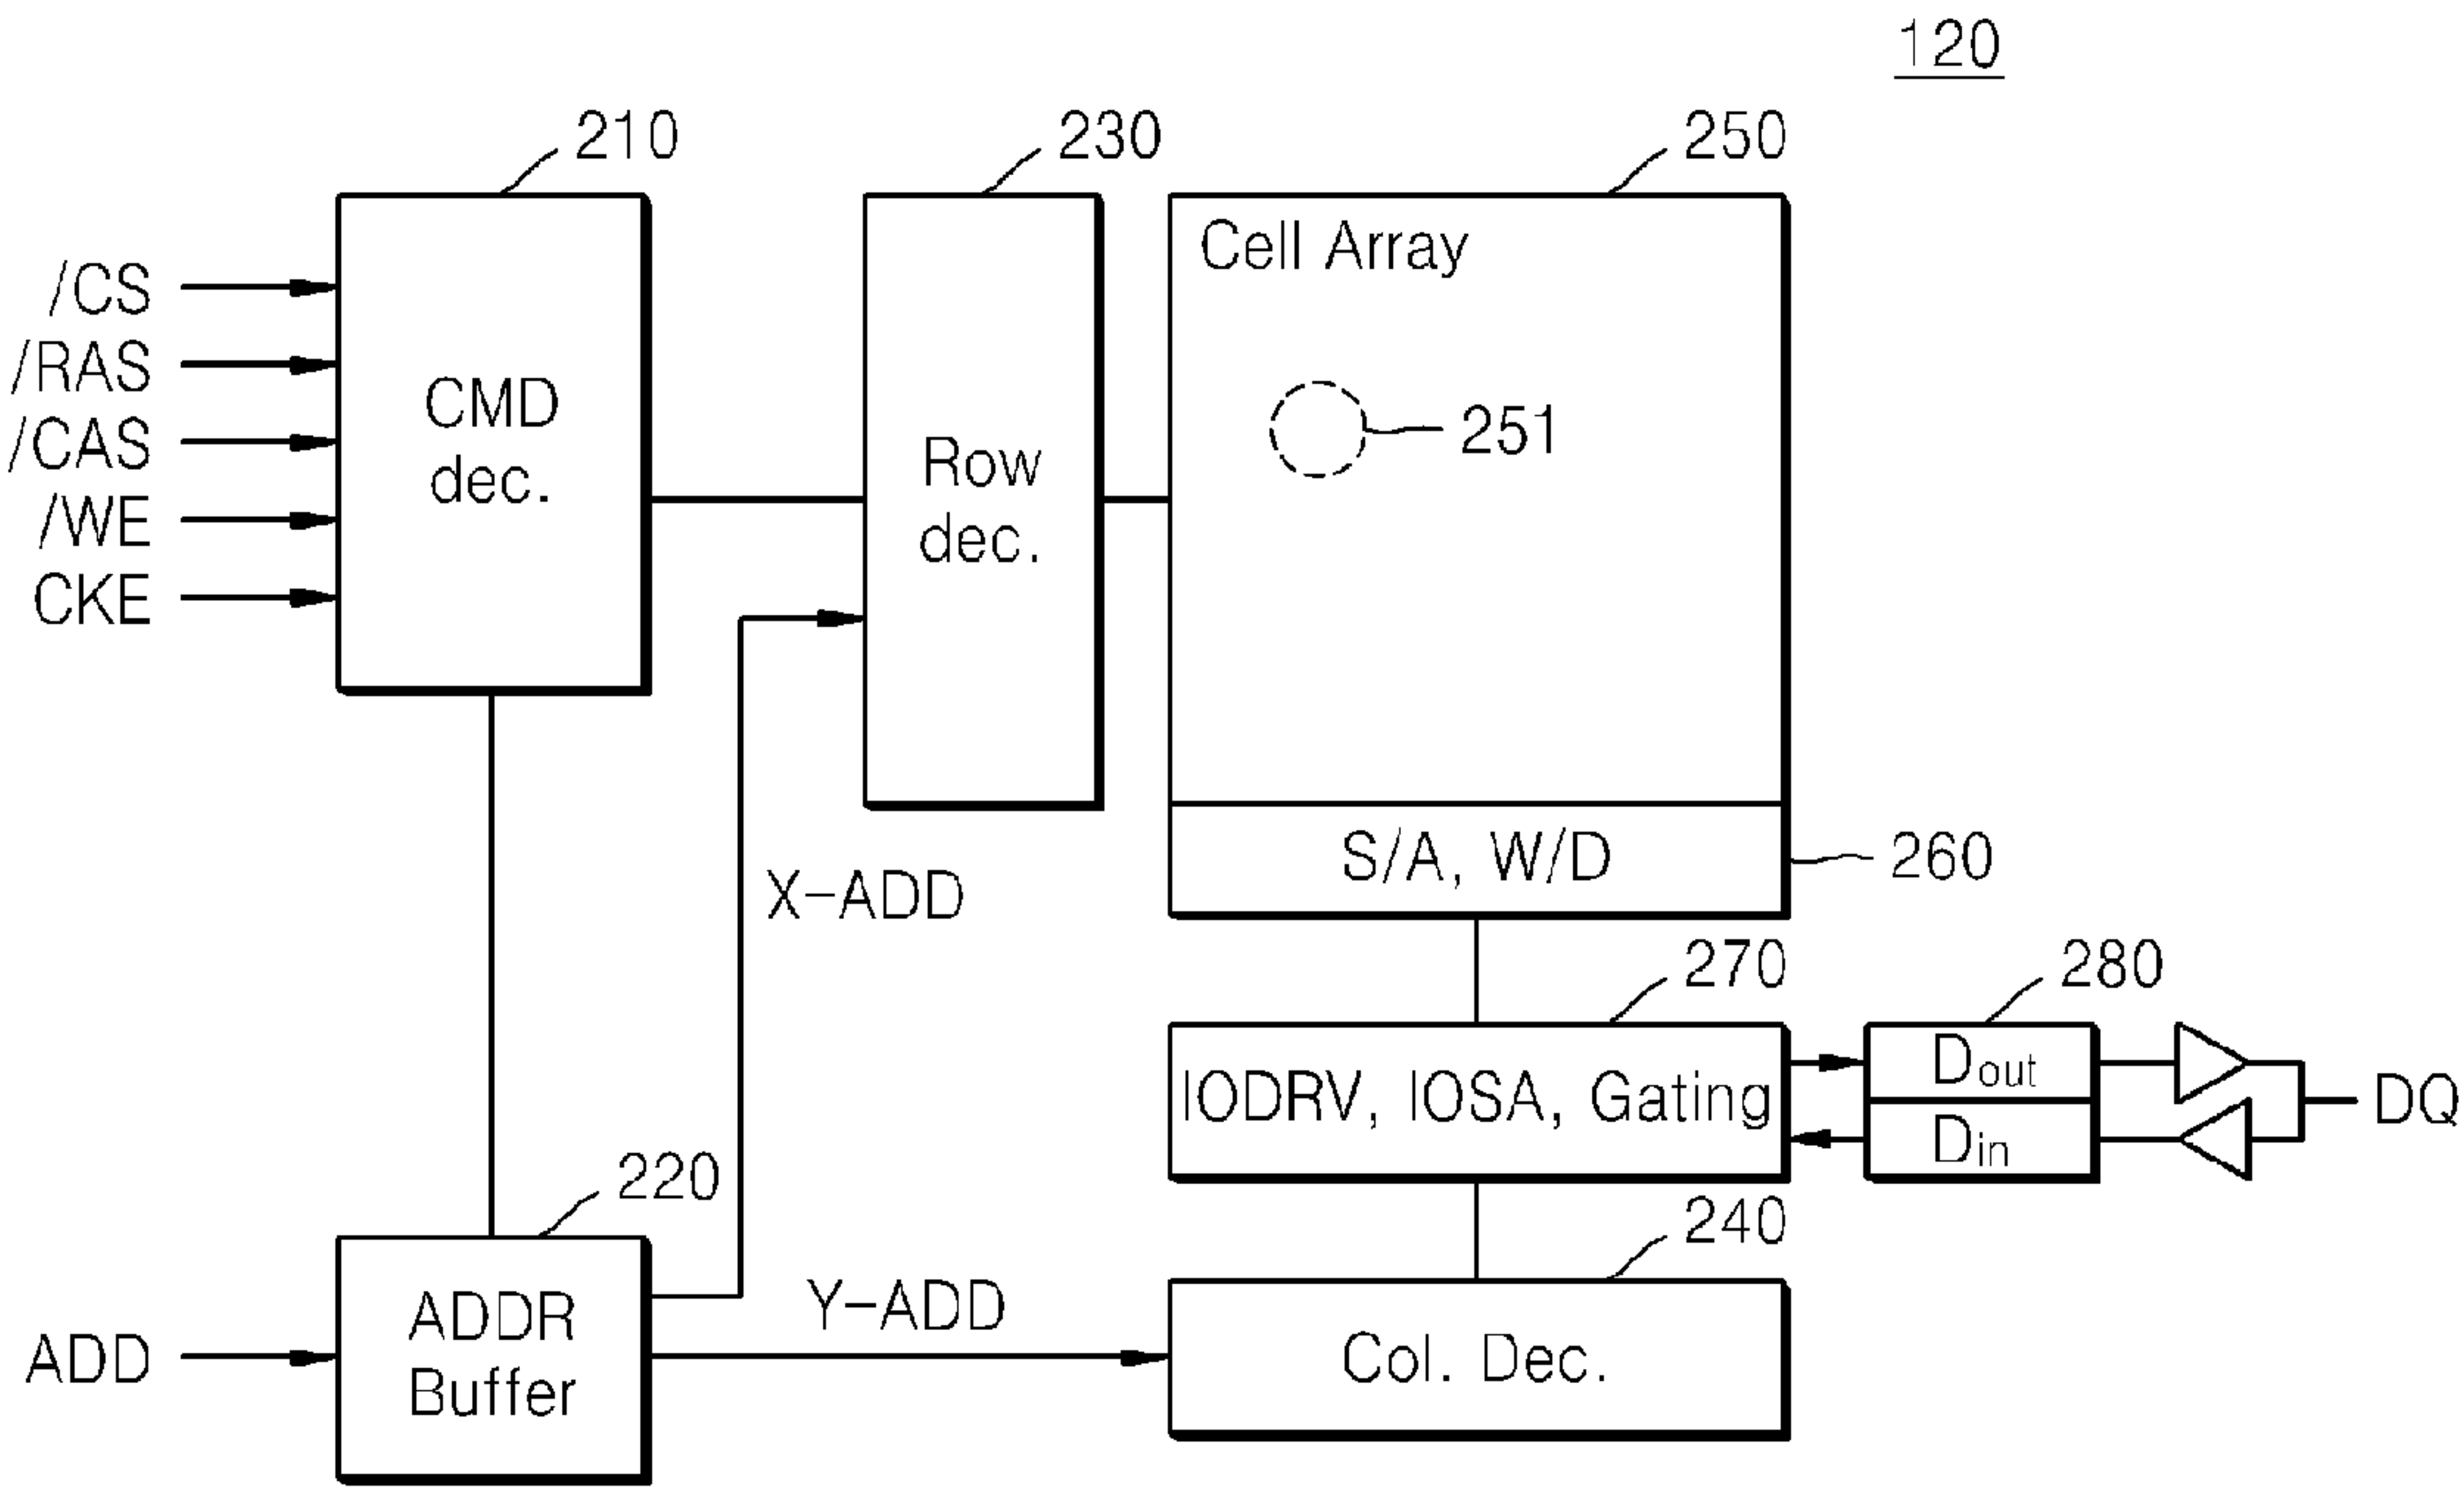 120
210
230
250
/CS
/RAS
/CAS
/WE
CKE
CMD
dec.
Row
dec.
Cell Array
251
S/A, W/D
260
X-ADD
270
280
IODRV, IOSA, Gating
Dout
Din
DQ
220
240
ADD
ADDR
Buffer
Y-ADD
Col. Dec.